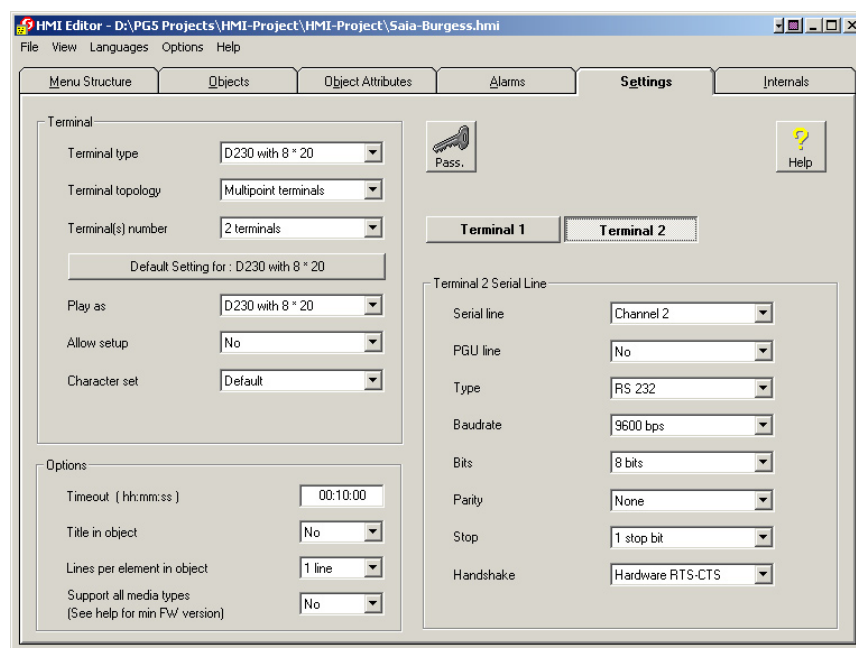 HMI Editor - D:\PG5 Projects\HMI-Project\HMI-Project\Saia-Burgess.hmi
File View Languages Options Help
Menu Structure Objects Object Attributes Alarms Settings Internals
Terminal
Terminal type D230 with 8 * 20
Terminal topology Multipoint terminals
Terminal(s) number 2 terminals
Default Setting for : D230 with 8 * 20
Play as D230 with 8 * 20
Allow setup No
Character set Default
Options
Timeout ( hh:mm:ss ) 00:10:00
Title in object No
Lines per element in object 1 line
Support all media types
(See help for min FW version) No
Pass.
? Help
Terminal 1 Terminal 2
Terminal 2 Serial Line
Serial line Channel 2
PGU line No
Type RS 232
Baudrate 9600 bps
Bits 8 bits
Parity None
Stop 1 stop bit
Handshake Hardware RTS-CTS